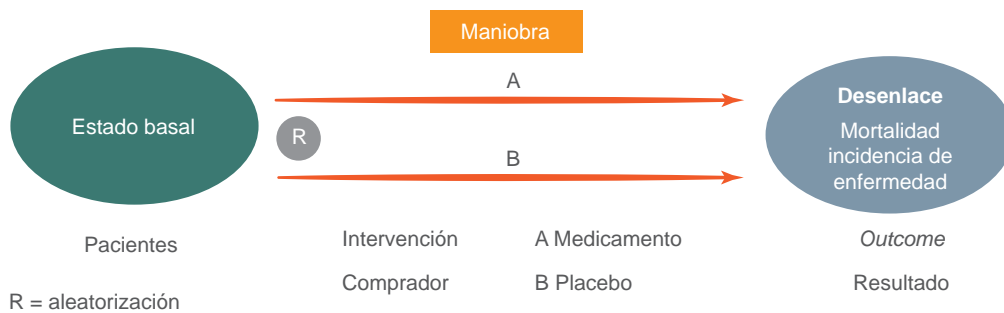 Maniobra
A
Estado basal
R
B
Desenlace
Mortalidad
incidencia de
enfermedad
Pacientes
Intervención
A Medicamento
Outcome
Comprador
B Placebo
Resultado
R = aleatorización